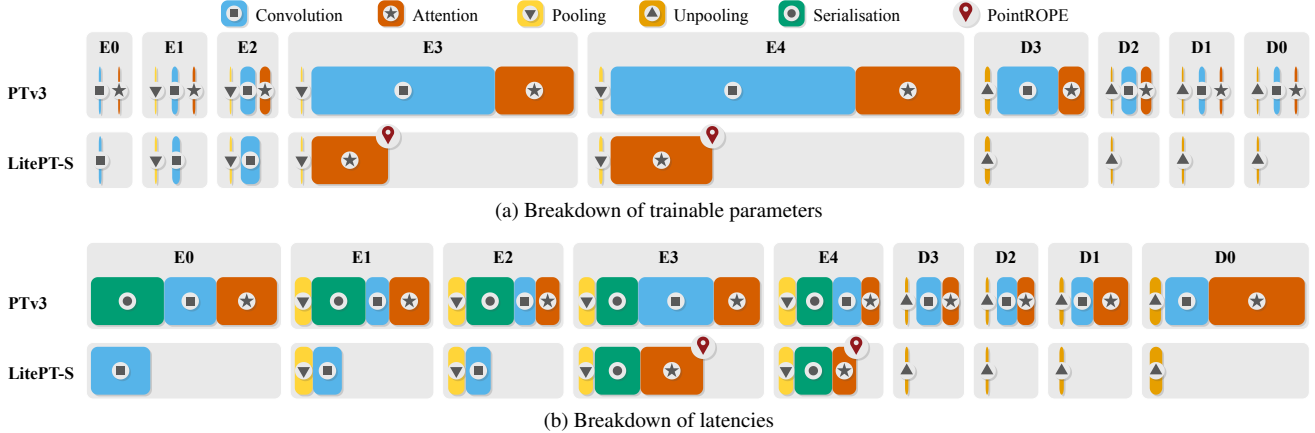 Convolution Attention Pooling Unpooling Serialisation PointROPE
E0 E1 E2 E3 E4 D3 D2 D1 D0
PTv3
LitePT-S
(a) Breakdown of trainable parameters
E0 E1 E2 E3 E4 D3 D2 D1 D0
PTv3
LitePT-S
(b) Breakdown of latencies